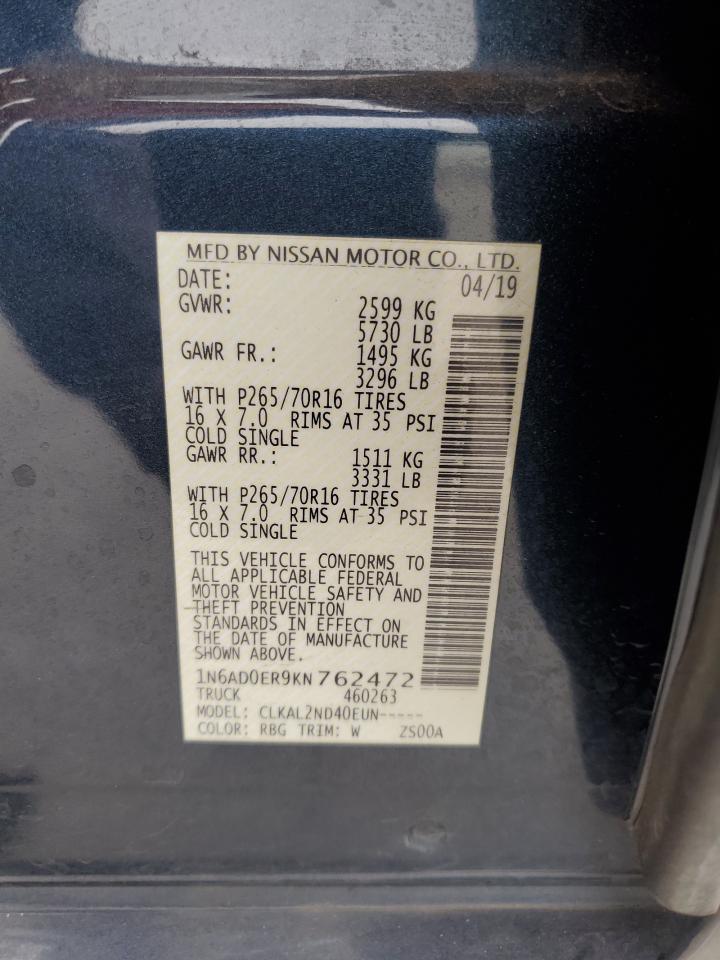 MFD BY NISSAN MOTOR CO., LTD.
DATE: 04/19
GVWR: 2599 KG
5730 LB
GAWR FR.: 1495 KG
3296 LB
WITH P265/70R16 TIRES
16 X 7.0 RIMS AT 35 PSI
COLD SINGLE
GAWR RR.: 1511 KG
3331 LB
WITH P265/70R16 TIRES
16 X 7.0 RIMS AT 35 PSI
COLD SINGLE
THIS VEHICLE CONFORMS TO
ALL APPLICABLE FEDERAL
MOTOR VEHICLE SAFETY AND
THEFT PREVENTION
STANDARDS IN EFFECT ON
THE DATE OF MANUFACTURE
SHOWN ABOVE.
1N6AD0ER9KN762472
TRUCK 460263
MODEL: CLKAL2ND40EUN-----
COLOR: RBG TRIM: W ZS00A